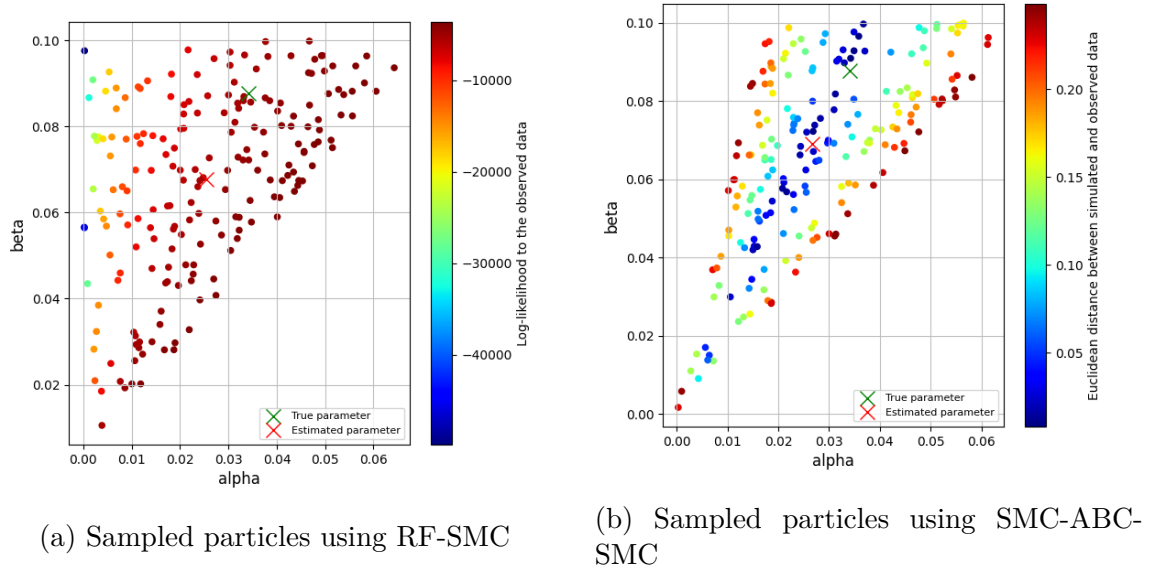 0.10
0.08
0.06
0.04
0.02
beta
0.00 0.01 0.02 0.03 0.04 0.05 0.06
alpha
True parameter
Estimated parameter
−10000
−20000
−30000
−40000
Log-likelihood to the observed data
(a) Sampled particles using RF-SMC
0.10
0.08
0.06
0.04
0.02
0.00
beta
0.00 0.01 0.02 0.03 0.04 0.05 0.06
alpha
True parameter
Estimated parameter
0.20
0.15
0.10
0.05
Euclidean distance between simulated and observed data
(b) Sampled particles using SMC-ABC-
SMC